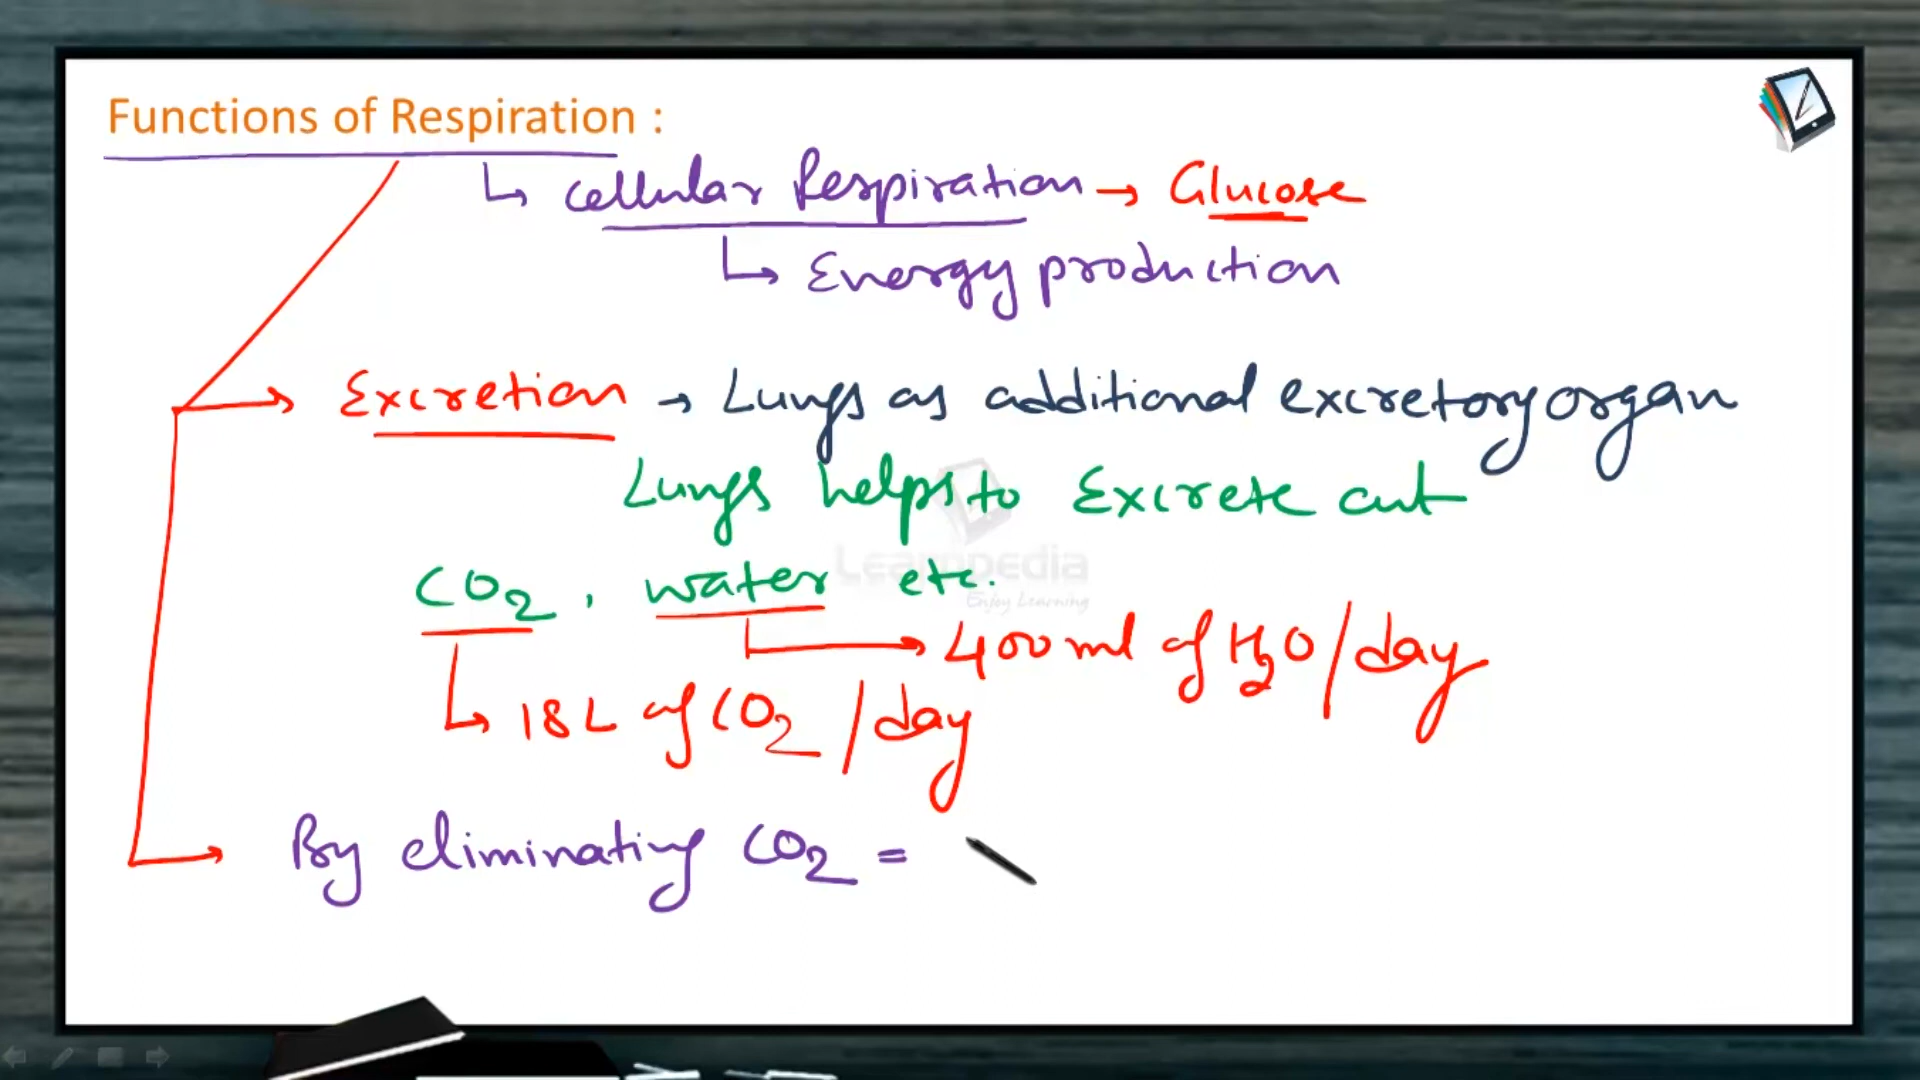 Functions of Respiration :
↳ Cellular Respiration → Glucose
↳ Energy production
→ Excretion → Lungs as additional excretory organ
Lungs helps to Excrete out
CO₂, water etc.
→ 400 ml of H₂O/day
↳ 18 L of CO₂/day
→ By eliminating CO₂ =
Learnpedia
Enjoy Learning